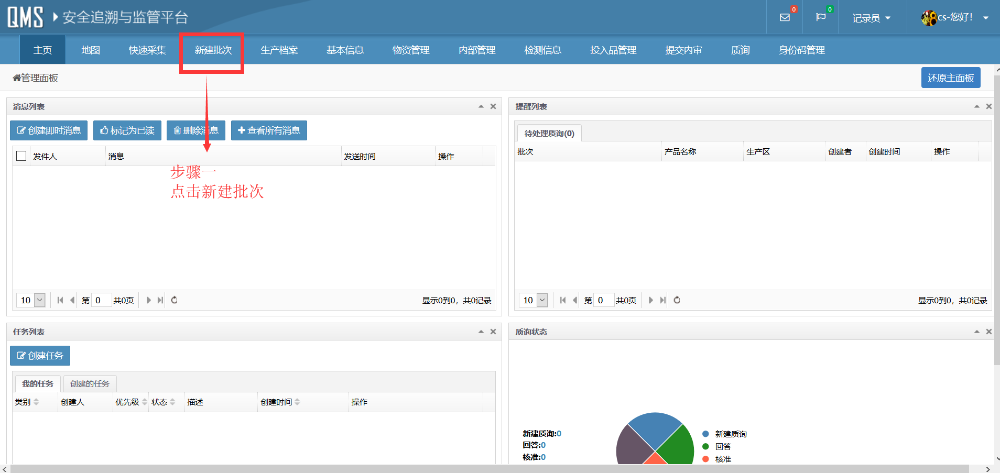 QMS 安全追溯与监管平台 0 0 记录员 cs-您好!
主页 地图 快速采集 新建批次 生产档案 基本信息 物资管理 内部管理 检测信息 投入品管理 提交内审 质询 身份码管理
管理面板 还原主面板
消息列表
创建即时消息 标记为已读 删除消息 查看所有消息
发件人 消息 发送时间 操作
步骤一
点击新建批次
10 第 0 共0页 显示0到0，共0记录
提醒列表
待处理质询(0)
批次 产品名称 生产区 创建者 创建时间 操作
10 第 0 共0页 显示0到0，共0记录
任务列表
创建任务
我的任务 创建的任务
类别 创建人 优先级 状态 描述 创建时间 操作
质询状态
新建质询:0
回答:0
核准:0
新建质询
回答
核准